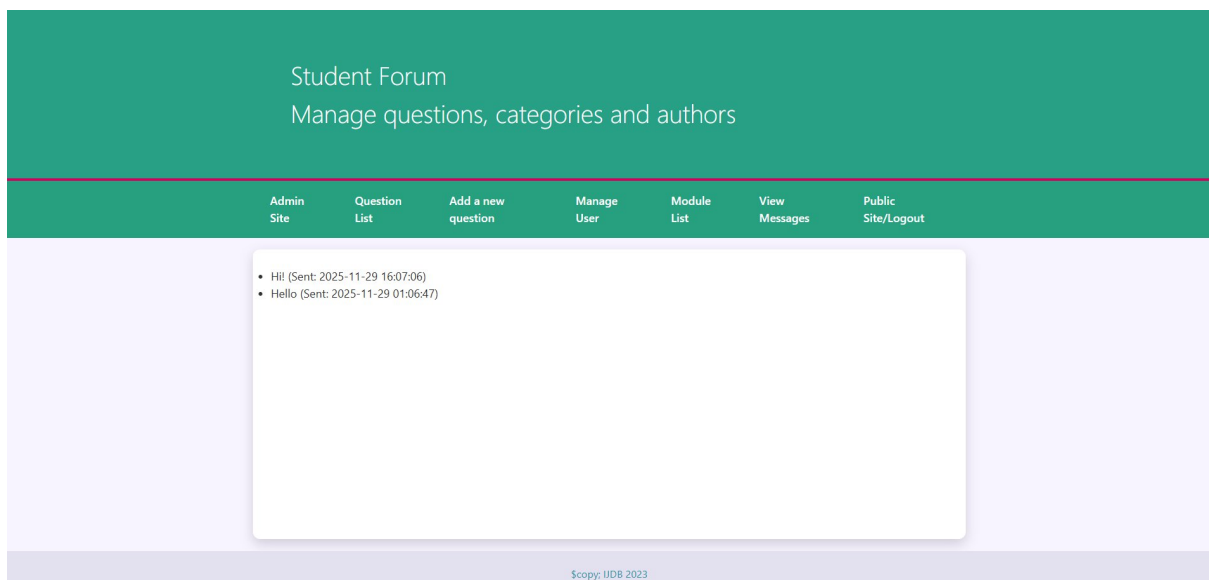 Student Forum
Manage questions, categories and authors
Admin
Site
Question
List
Add a new
question
Manage
User
Module
List
View
Messages
Public
Site/Logout
Hi! (Sent: 2025-11-29 16:07:06)
Hello (Sent: 2025-11-29 01:06:47)
$copy; IJDB 2023